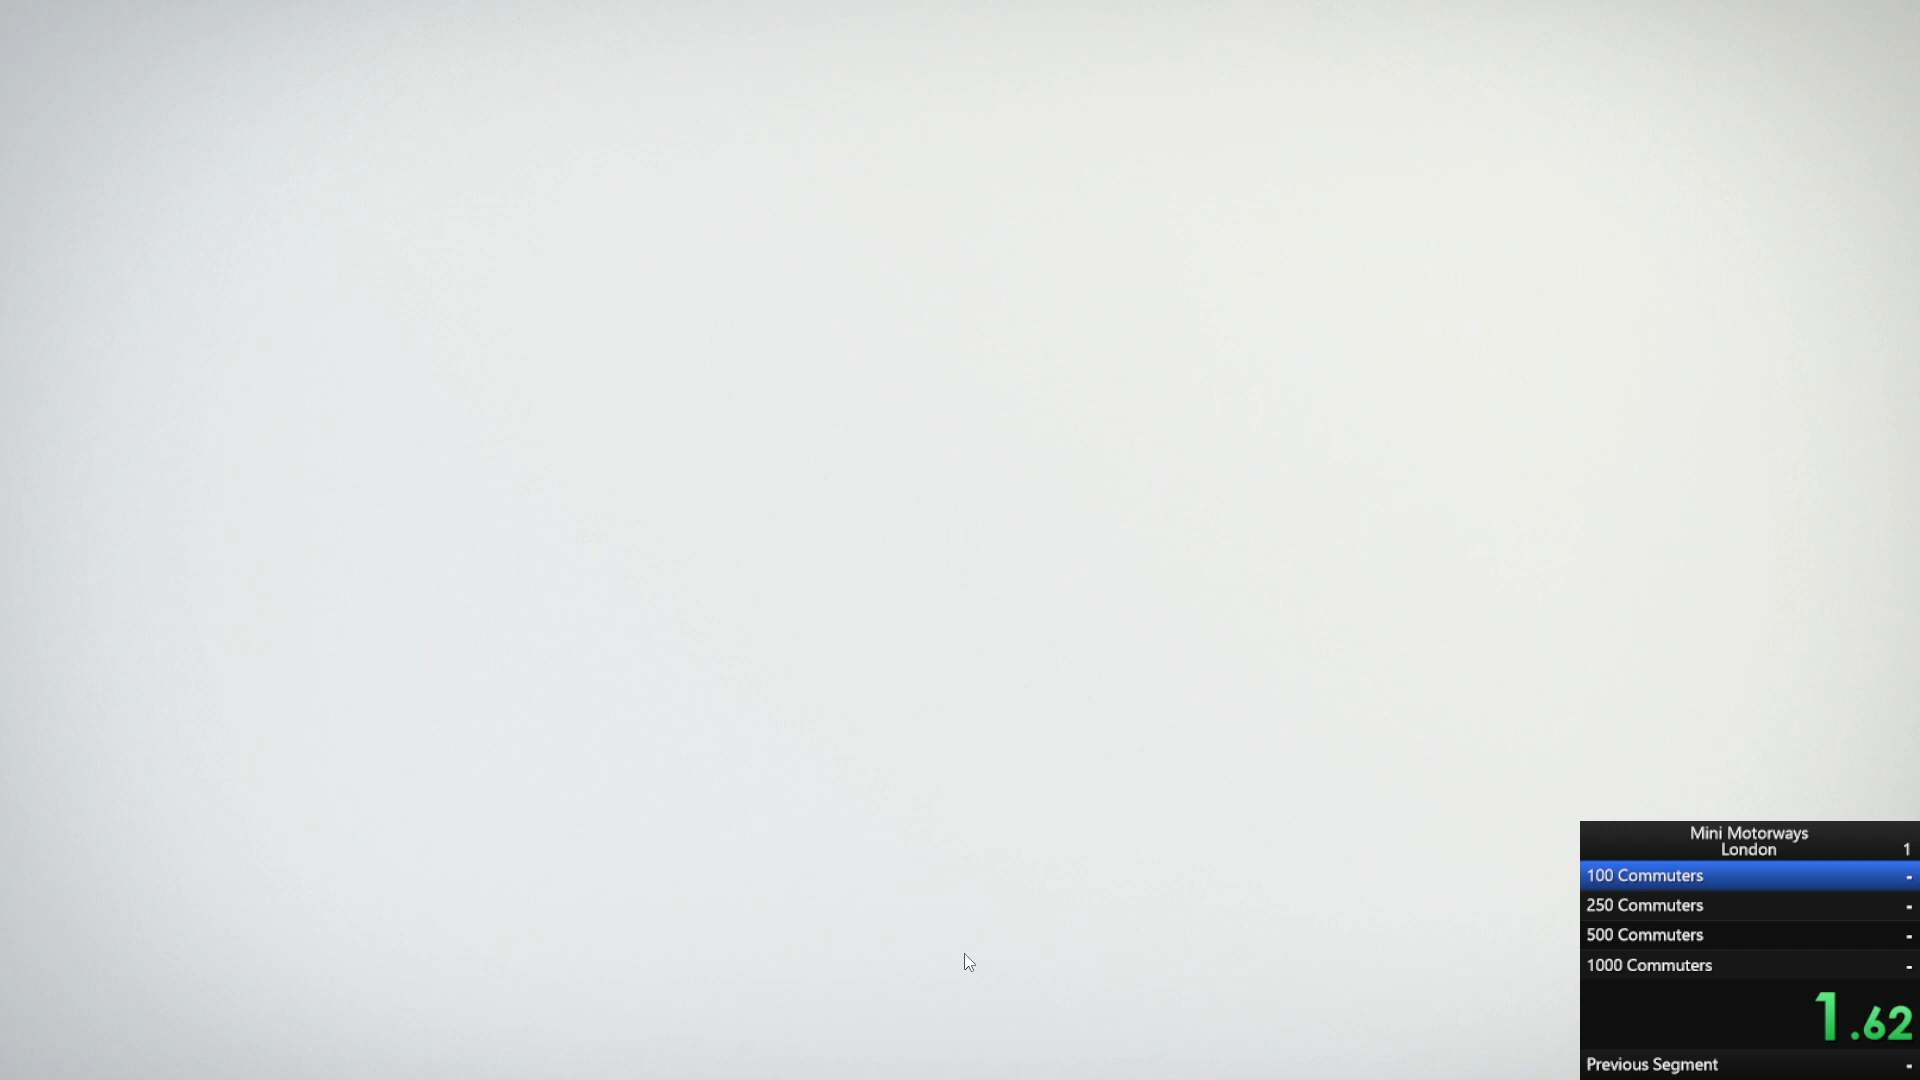 Mini Motorways
London 1
100 Commuters -
250 Commuters -
500 Commuters -
1000 Commuters -
1.62
Previous Segment -